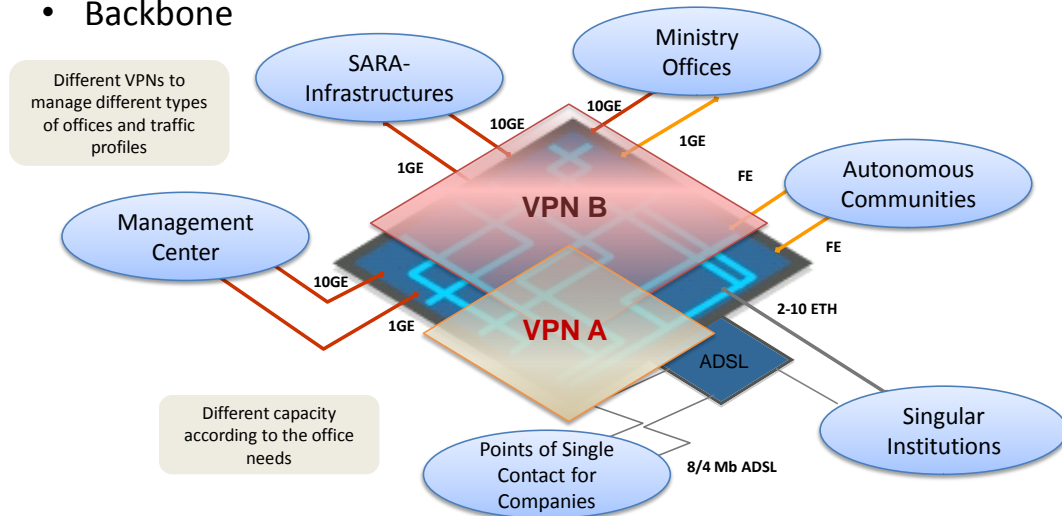 • Backbone
Different VPNs to
manage different types
of offices and traffic
profiles
SARA-
Infrastructures
Ministry
Offices
10GE
10GE
1GE
1GE
FE
Autonomous
Communities
FE
Management
Center
VPN B
10GE
1GE
2-10 ETH
VPN A
ADSL
Different capacity
according to the office
needs
Points of Single
Contact for
Companies
8/4 Mb ADSL
Singular
Institutions